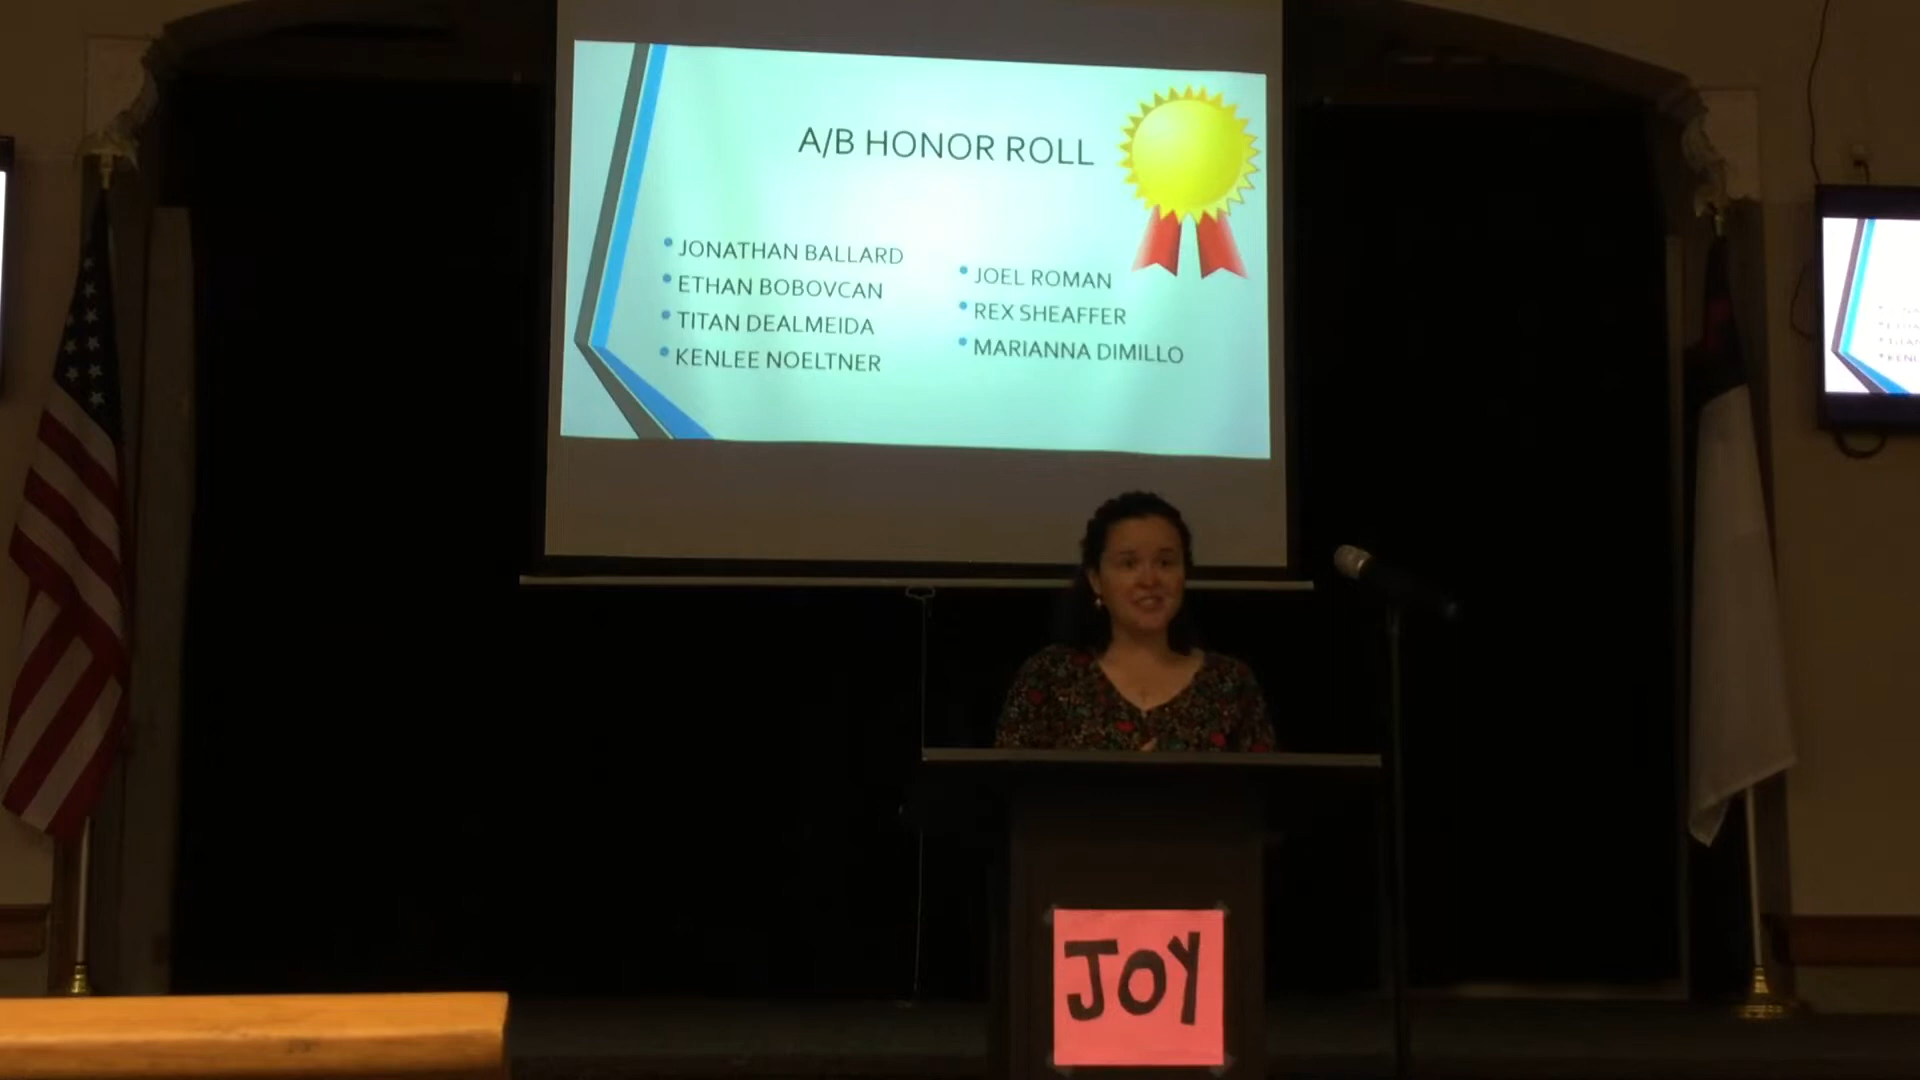 A/B HONOR ROLL
JONATHAN BALLARD
ETHAN BOBOVCAN
TITAN DEALMEIDA
KENLEE NOELTNER
JOEL ROMAN
REX SHEAFFER
MARIANNA DIMILLO
JOY